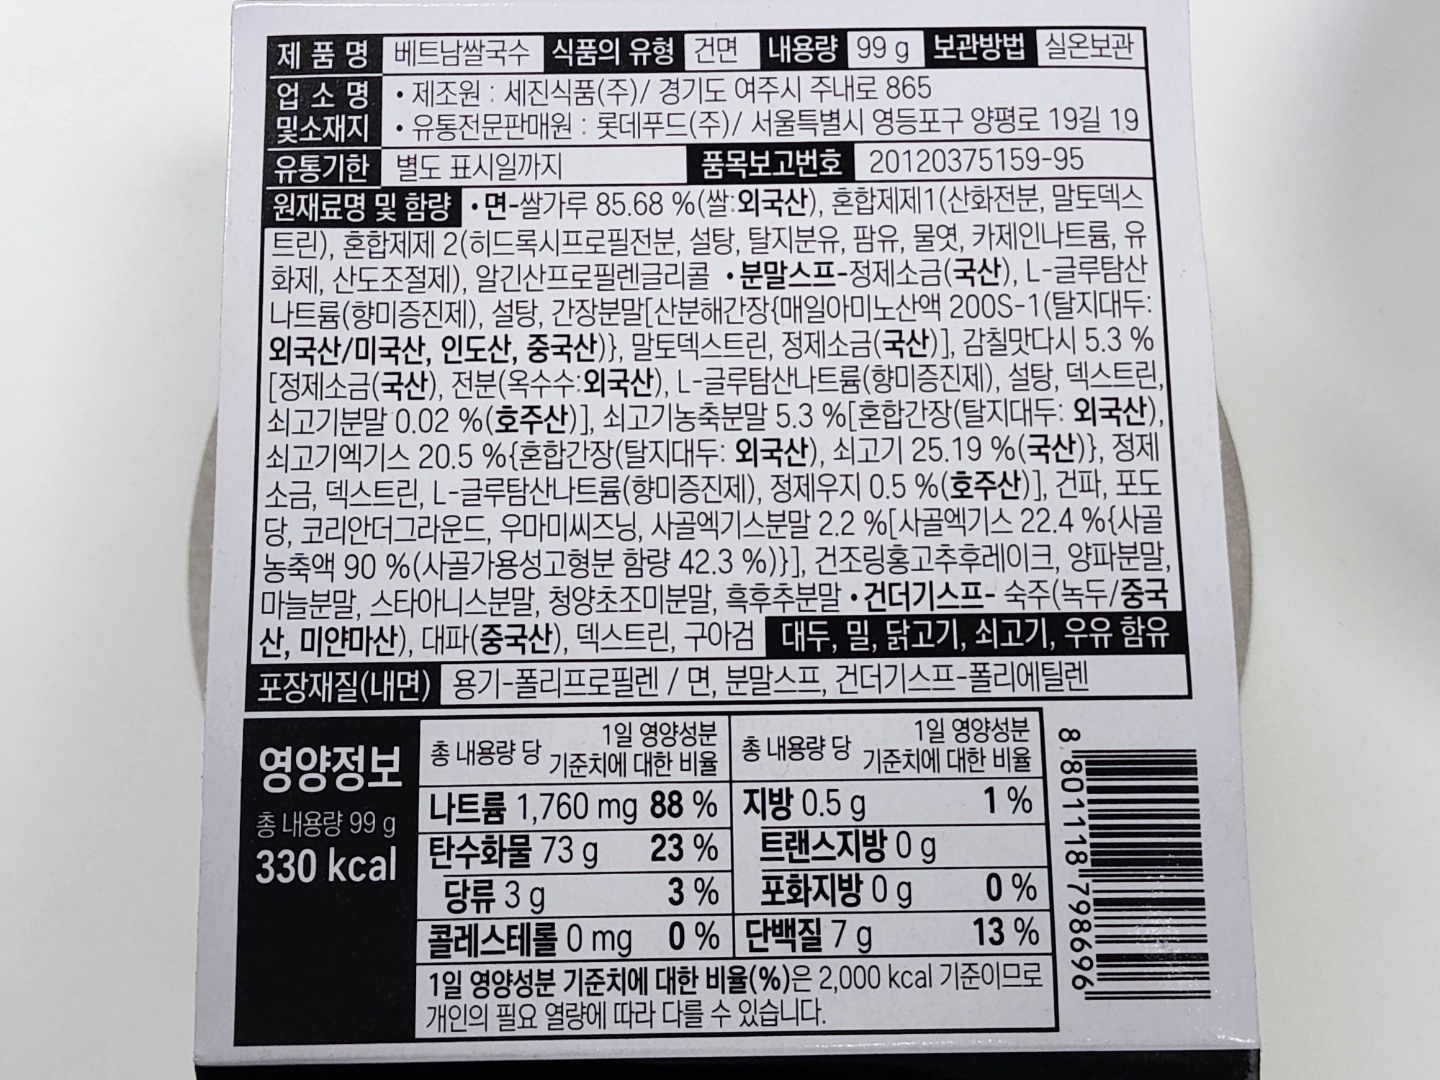 제품명 베트남쌀국수 식품의 유형 건면 내용량 99 g 보관방법 실온보관
업소명 • 제조원 : 세진식품(주)/ 경기도 여주시 주내로 865
및소재지 • 유통전문판매원 : 롯데푸드(주)/ 서울특별시 영등포구 양평로 19길 19
유통기한 별도 표시일까지 품목보고번호 20120375159-95
원재료명 및 함량 • 면-쌀가루 85.68 %(쌀:외국산), 혼합제제1(산화전분, 말토덱스
트린), 혼합제제 2(히드록시프로필전분, 설탕, 탈지분유, 팜유, 물엿, 카제인나트륨, 유
화제, 산도조절제), 알긴산프로필렌글리콜 • 분말스프-정제소금(국산), L-글루탐산
나트륨(향미증진제), 설탕, 간장분말[산분해간장{매일아미노산액 200S-1(탈지대두:
외국산/미국산, 인도산, 중국산)}, 말토덱스트린, 정제소금(국산)], 감칠맛다시 5.3 %
[정제소금(국산), 전분(옥수수:외국산), L-글루탐산나트륨(향미증진제), 설탕, 덱스트린,
쇠고기분말 0.02 %(호주산)], 쇠고기농축분말 5.3 %[혼합간장(탈지대두: 외국산),
쇠고기엑기스 20.5 %{혼합간장(탈지대두: 외국산), 쇠고기 25.19 %(국산)}, 정제
소금, 덱스트린, L-글루탐산나트륨(향미증진제), 정제우지 0.5 %(호주산)], 건파, 포도
당, 코리안더그라운드, 우마미씨즈닝, 사골엑기스분말 2.2 %[사골엑기스 22.4 %{사골
농축액 90 %(사골가용성고형분 함량 42.3 %)}], 건조링홍고추후레이크, 양파분말,
마늘분말, 스타아니스분말, 청양초조미분말, 흑후추분말 • 건더기스프- 숙주(녹두/중국
산, 미얀마산), 대파(중국산), 덱스트린, 구아검 대두, 밀, 닭고기, 쇠고기, 우유 함유
포장재질(내면) 용기-폴리프로필렌 / 면, 분말스프, 건더기스프-폴리에틸렌
영양정보
총 내용량 99 g
330 kcal
총 내용량 당 1일 영양성분 기준치에 대한 비율 총 내용량 당 1일 영양성분 기준치에 대한 비율
나트륨 1,760 mg 88 % 지방 0.5 g 1 %
탄수화물 73 g 23 % 트랜스지방 0 g
당류 3 g 3 % 포화지방 0 g 0 %
콜레스테롤 0 mg 0 % 단백질 7 g 13 %
1일 영양성분 기준치에 대한 비율(%)은 2,000 kcal 기준이므로
개인의 필요 열량에 따라 다를 수 있습니다.
8 801118 798696